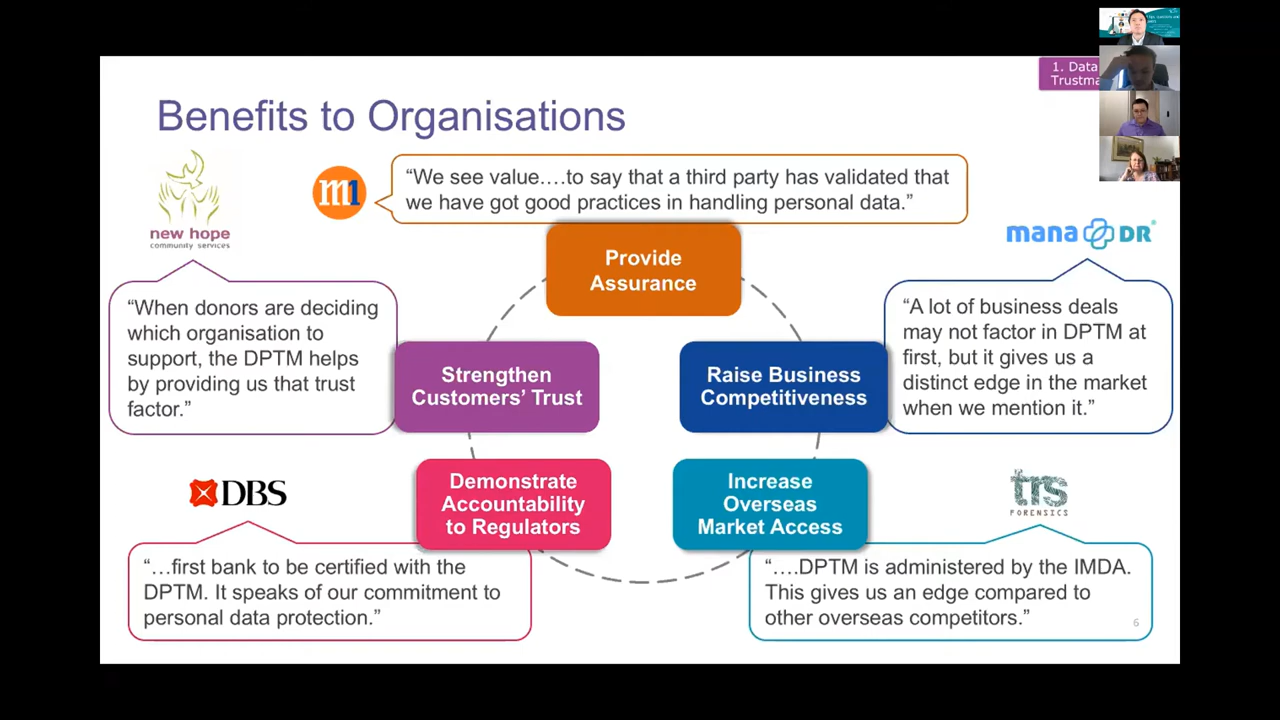 1. Data
Trustma
Benefits to Organisations
new hope
community services
m1
“We see value….to say that a third party has validated that
we have got good practices in handling personal data.”
mana DR
Provide
Assurance
“When donors are deciding
which organisation to
support, the DPTM helps
by providing us that trust
factor.”
Strengthen
Customers’ Trust
Raise Business
Competitiveness
“A lot of business deals
may not factor in DPTM at
first, but it gives us a
distinct edge in the market
when we mention it.”
DBS
Demonstrate
Accountability
to Regulators
Increase
Overseas
Market Access
trs
FORENSICS
“…first bank to be certified with the
DPTM. It speaks of our commitment to
personal data protection.”
“….DPTM is administered by the IMDA.
This gives us an edge compared to
other overseas competitors.”
6